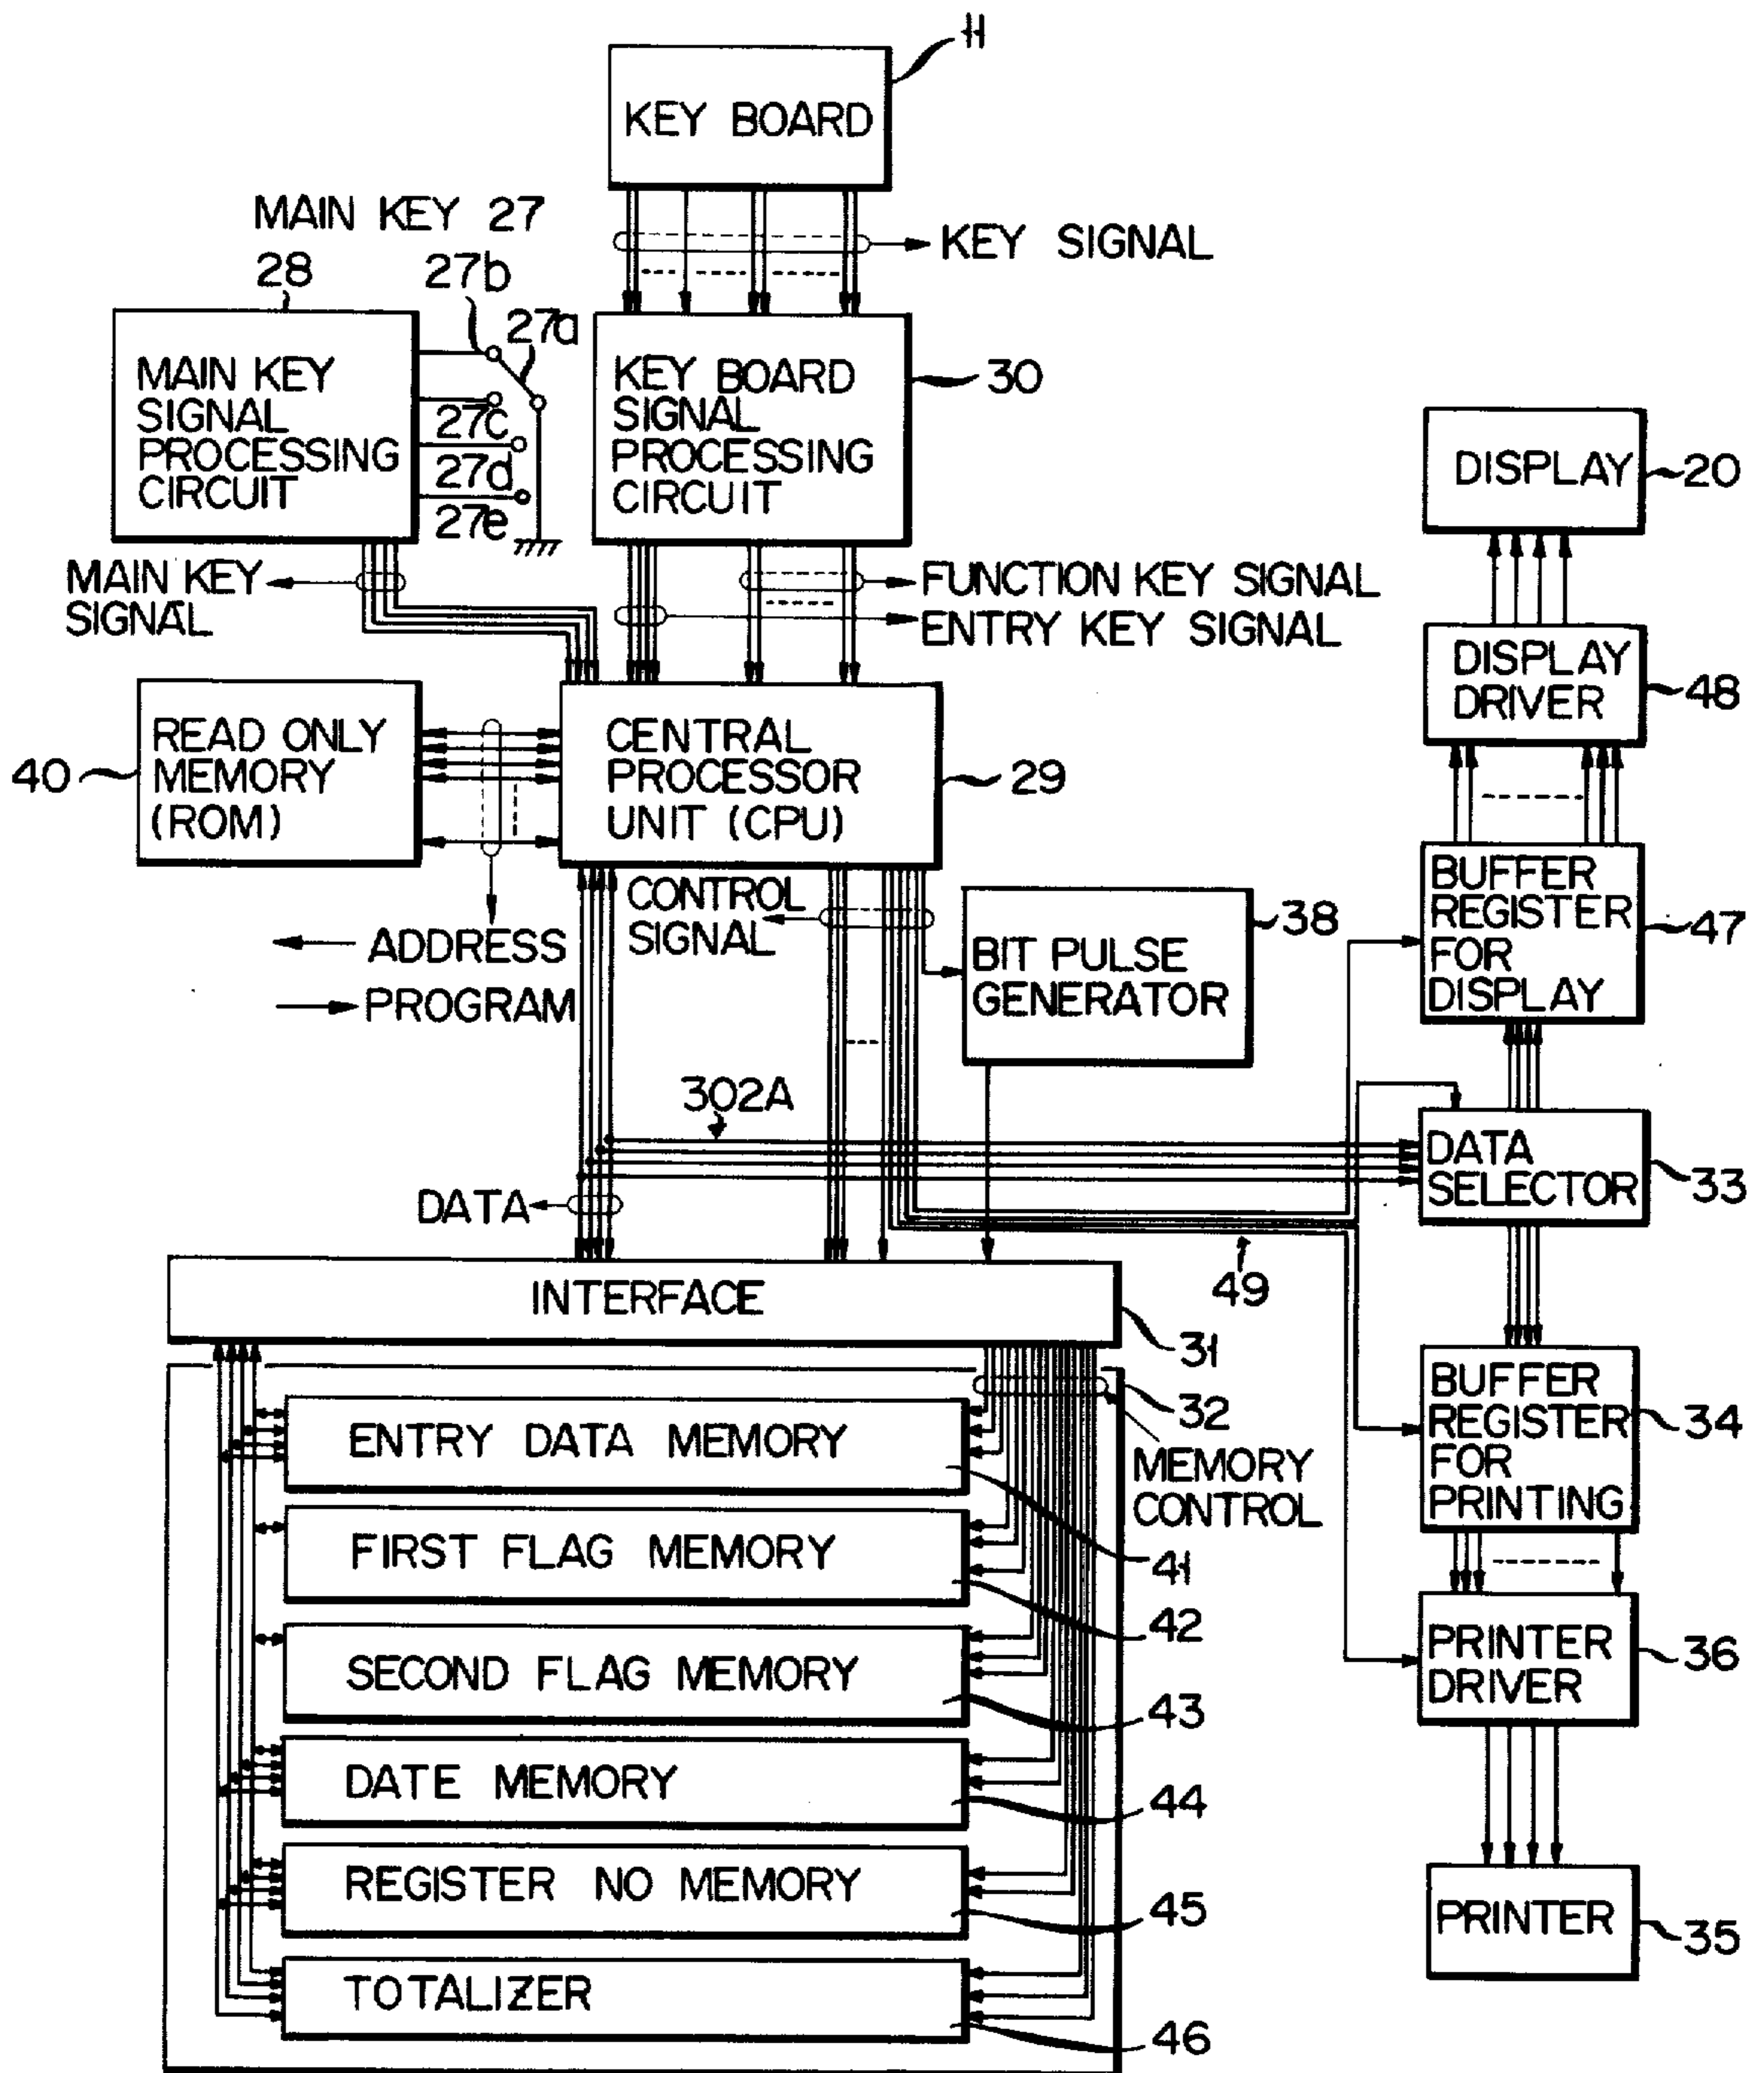 11
KEY BOARD
MAIN KEY 27
KEY SIGNAL
28
27b
27a
MAIN KEY
SIGNAL
PROCESSING
CIRCUIT
27c
27d
27e
KEY BOARD
SIGNAL
PROCESSING
CIRCUIT
30
DISPLAY
20
MAIN KEY
SIGNAL
FUNCTION KEY SIGNAL
ENTRY KEY SIGNAL
DISPLAY
DRIVER
48
40
READ ONLY
MEMORY
(ROM)
CENTRAL
PROCESSOR
UNIT (CPU)
29
CONTROL
SIGNAL
ADDRESS
PROGRAM
BIT PULSE
GENERATOR
38
BUFFER
REGISTER
FOR
DISPLAY
47
302A
DATA
SELECTOR
33
DATA
49
INTERFACE
31
32
MEMORY
CONTROL
BUFFER
REGISTER
FOR
PRINTING
34
ENTRY DATA MEMORY
41
FIRST FLAG MEMORY
42
SECOND FLAG MEMORY
43
PRINTER
DRIVER
36
DATE MEMORY
44
REGISTER NO MEMORY
45
PRINTER
35
TOTALIZER
46